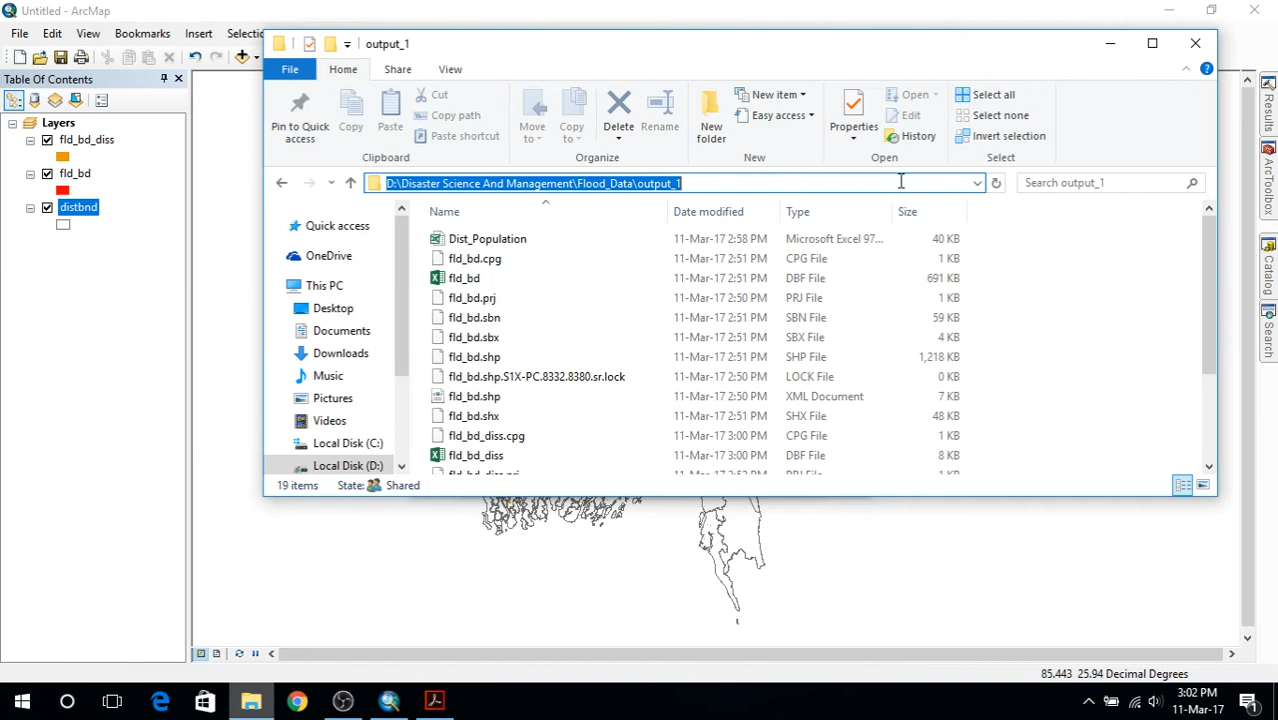 Untitled - ArcMap
File Edit View Bookmarks Insert Selectio
Table Of Contents
Layers
fld_bd_diss
fld_bd
distbnd
output_1
File Home Share View
Pin to Quick access
Copy
Paste
Cut
Copy path
Paste shortcut
Clipboard
Move to
Copy to
Delete
Rename
Organize
New folder
New item
Easy access
New
Properties
Open
Edit
History
Open
Select all
Select none
Invert selection
Select
D:\Disaster Science And Management\Flood_Data\output_1
Search output_1
Quick access
OneDrive
This PC
Desktop
Documents
Downloads
Music
Pictures
Videos
Local Disk (C:)
Local Disk (D:)
Name Date modified Type Size
Dist_Population 11-Mar-17 2:58 PM Microsoft Excel 97... 40 KB
fld_bd.cpg 11-Mar-17 2:51 PM CPG File 1 KB
fld_bd 11-Mar-17 2:51 PM DBF File 691 KB
fld_bd.prj 11-Mar-17 2:50 PM PRJ File 1 KB
fld_bd.sbn 11-Mar-17 2:51 PM SBN File 59 KB
fld_bd.sbx 11-Mar-17 2:51 PM SBX File 4 KB
fld_bd.shp 11-Mar-17 2:51 PM SHP File 1,218 KB
fld_bd.shp.S1X-PC.8332.8380.sr.lock 11-Mar-17 2:50 PM LOCK File 0 KB
fld_bd.shp 11-Mar-17 2:50 PM XML Document 7 KB
fld_bd.shx 11-Mar-17 2:51 PM SHX File 48 KB
fld_bd_diss.cpg 11-Mar-17 3:00 PM CPG File 1 KB
fld_bd_diss 11-Mar-17 3:00 PM DBF File 8 KB
19 items State: Shared
Results
ArcToolbox
Catalog
Search
85.443 25.94 Decimal Degrees
3:02 PM
11-Mar-17
1